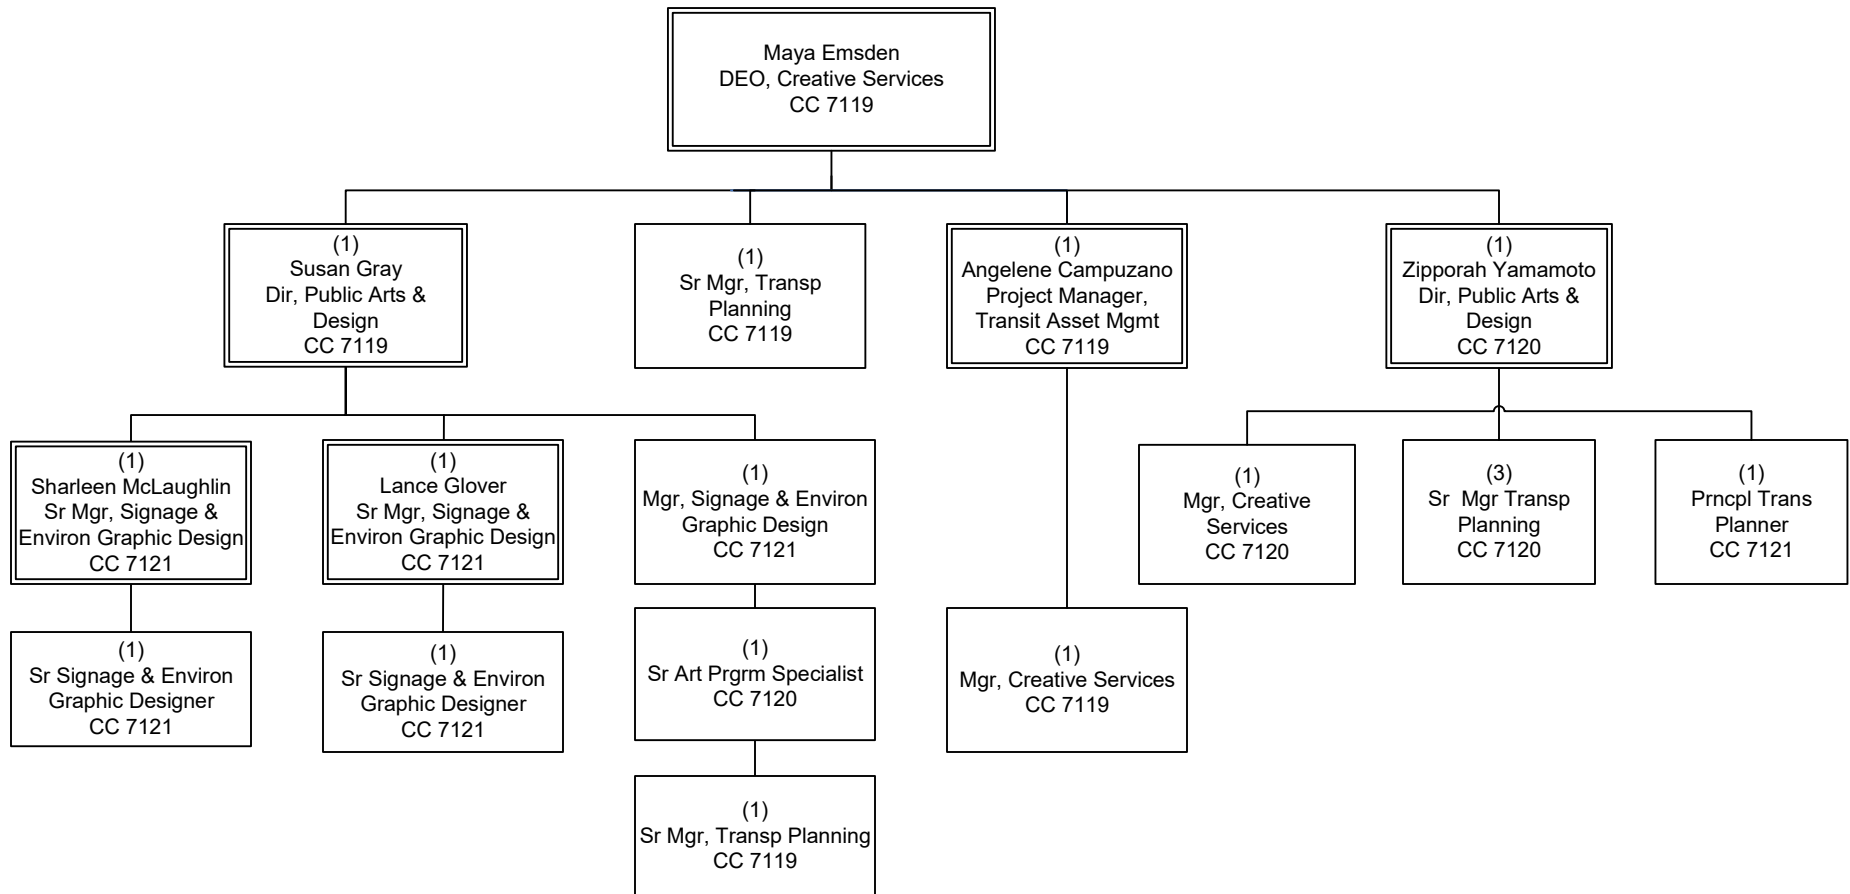 Maya Emsden
DEO, Creative Services
CC 7119
(1)
Susan Gray
Dir, Public Arts &
Design
CC 7119
(1)
Sr Mgr, Transp
Planning
CC 7119
(1)
Angelene Campuzano
Project Manager,
Transit Asset Mgmt
CC 7119
(1)
Zipporah Yamamoto
Dir, Public Arts &
Design
CC 7120
(1)
Sharleen McLaughlin
Sr Mgr, Signage &
Environ Graphic Design
CC 7121
(1)
Lance Glover
Sr Mgr, Signage &
Environ Graphic Design
CC 7121
(1)
Mgr, Signage & Environ
Graphic Design
CC 7121
(1)
Mgr, Creative
Services
CC 7120
(3)
Sr  Mgr Transp
Planning
CC 7120
(1)
Prncpl Trans
Planner
CC 7121
(1)
Sr Signage & Environ
Graphic Designer
CC 7121
(1)
Sr Signage & Environ
Graphic Designer
CC 7121
(1)
Sr Art Prgrm Specialist
CC 7120
(1)
Mgr, Creative Services
CC 7119
(1)
Sr Mgr, Transp Planning
CC 7119